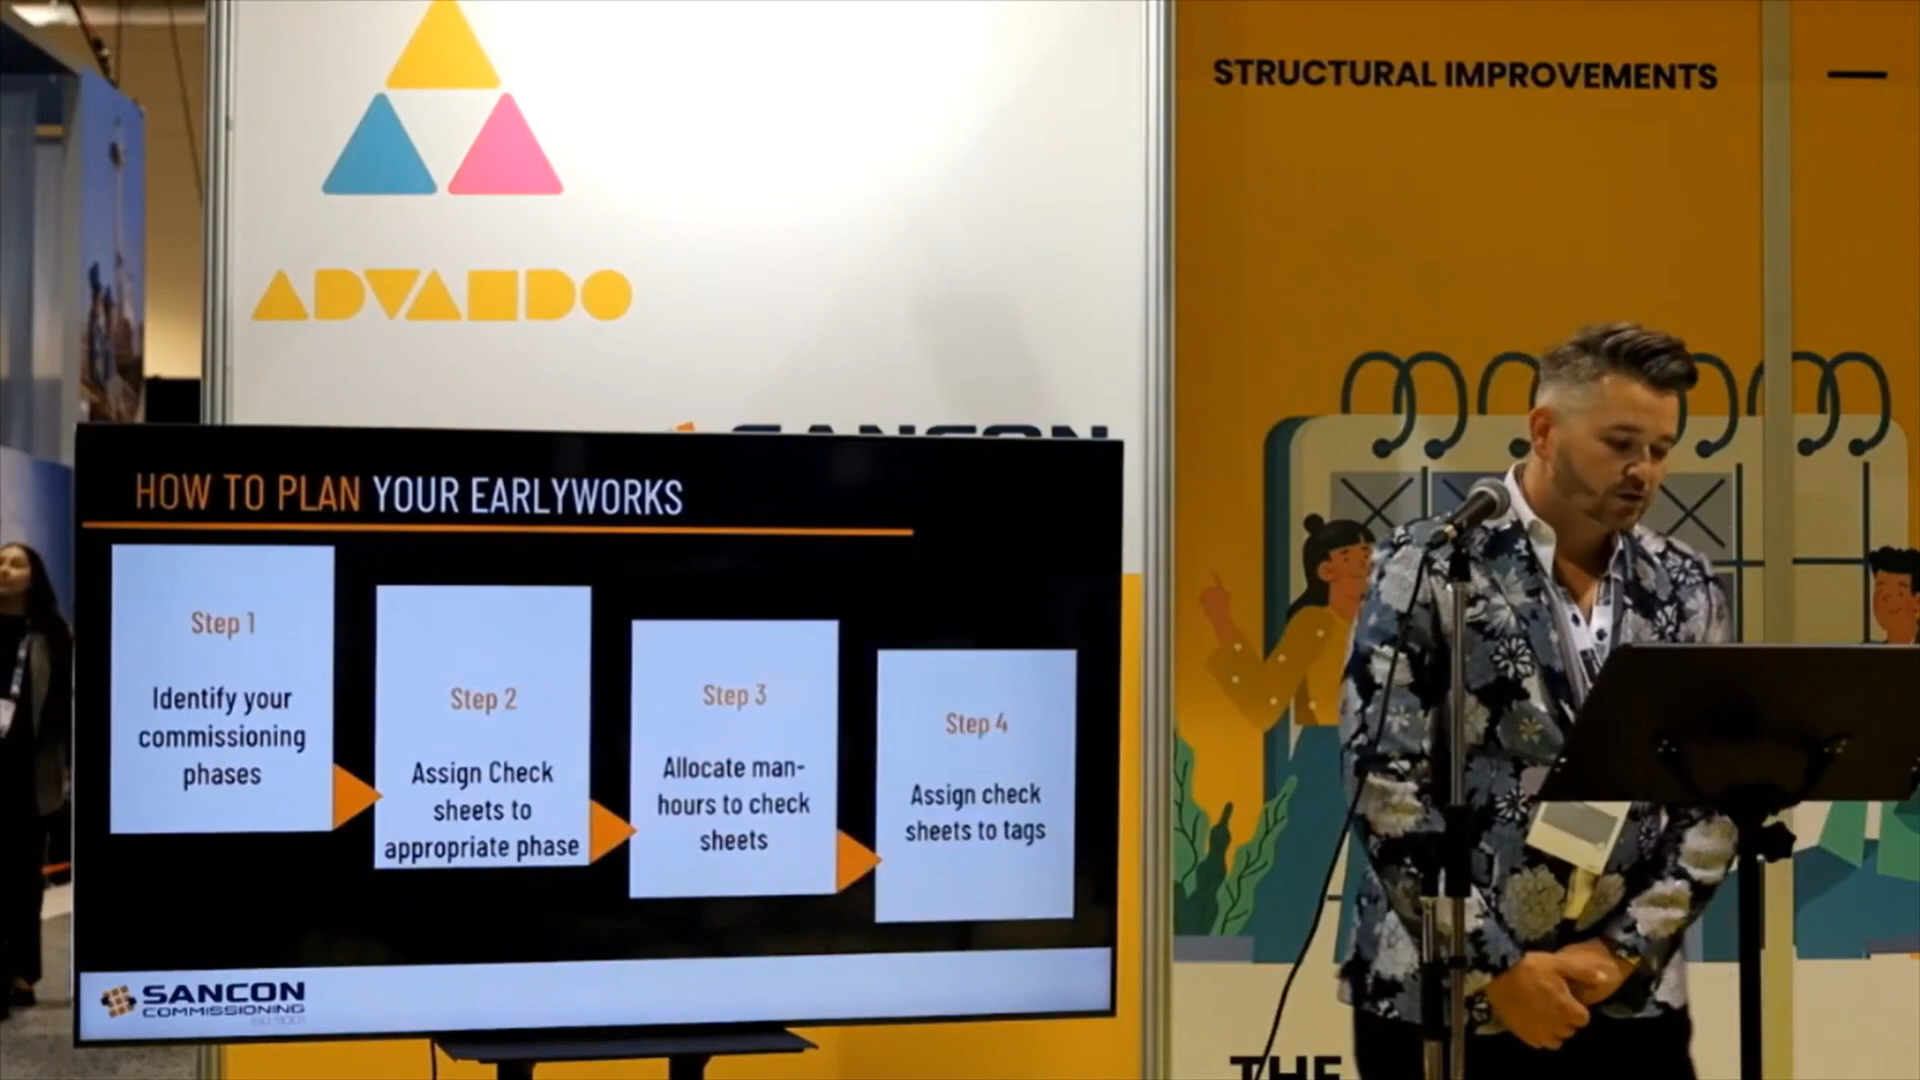 STRUCTURAL IMPROVEMENTS
ADVANDO
SANCON
HOW TO PLAN YOUR EARLYWORKS
Step 1
Identify your
commissioning
phases
Step 2
Assign Check
sheets to
appropriate phase
Step 3
Allocate man-
hours to check
sheets
Step 4
Assign check
sheets to tags
SANCON
COMMISSIONING
THE